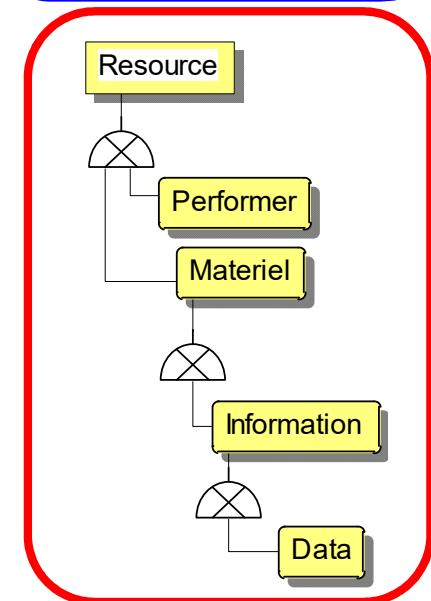 Resource
Performer
Materiel
Information
Data